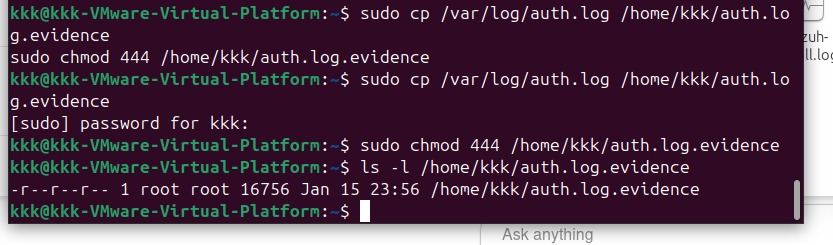 kkk@kkk-VMware-Virtual-Platform:~$ sudo cp /var/log/auth.log /home/kkk/auth.lo
g.evidence
sudo chmod 444 /home/kkk/auth.log.evidence
kkk@kkk-VMware-Virtual-Platform:~$ sudo cp /var/log/auth.log /home/kkk/auth.lo
g.evidence
[sudo] password for kkk:
kkk@kkk-VMware-Virtual-Platform:~$ sudo chmod 444 /home/kkk/auth.log.evidence
kkk@kkk-VMware-Virtual-Platform:~$ ls -l /home/kkk/auth.log.evidence
-r--r--r-- 1 root root 16756 Jan 15 23:56 /home/kkk/auth.log.evidence
kkk@kkk-VMware-Virtual-Platform:~$
zuh-
ll.log
Ask anything